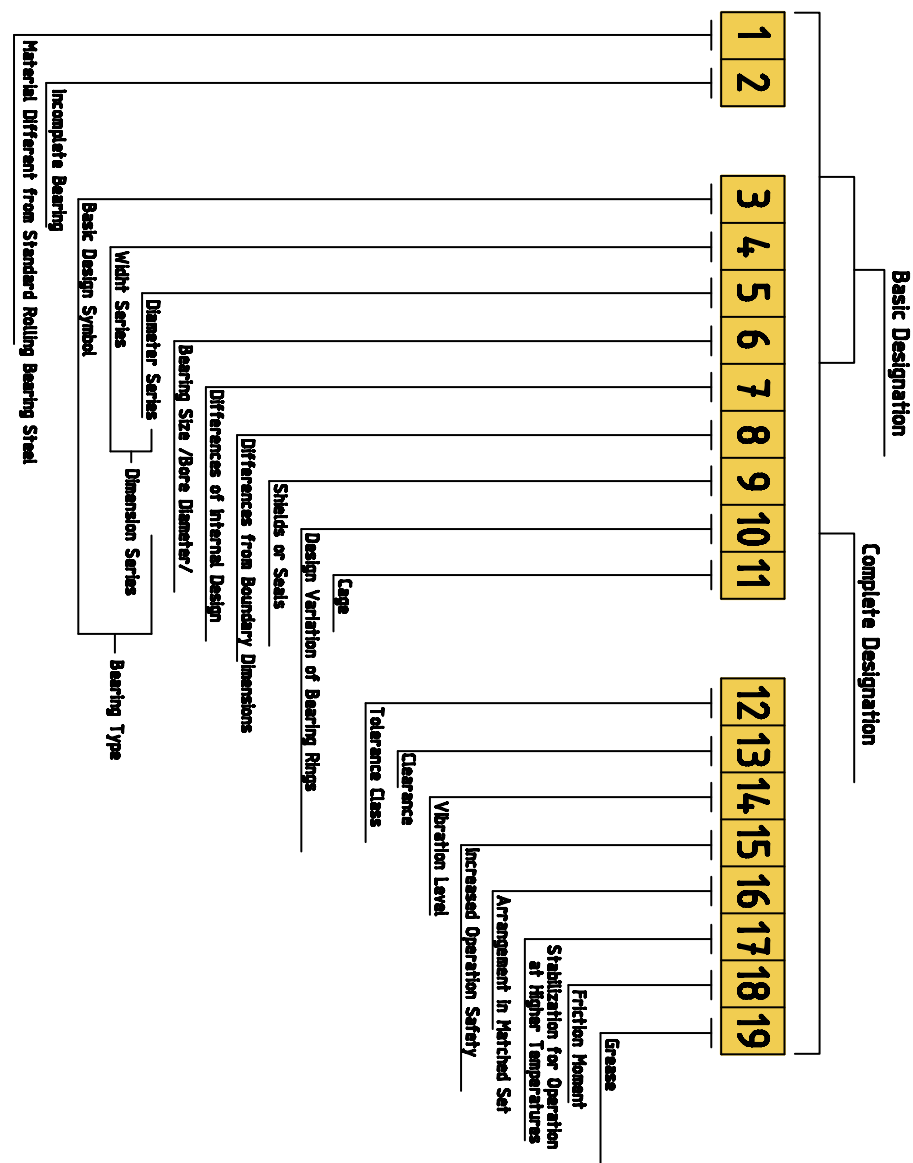 Complete Designation
Basic Designation
1 2 3 4 5 6 7 8 9 10 11 12 13 14 15 16 17 18 19
Grease
Friction Moment
Stabilization for Operation
at Higher Temperatures
Arrangement in Matched Set
Increased Operation Safety
Vibration Level
Clearance
Tolerance Class
Cage
Design Variation of Bearing Rings
Shields or Seals
Differences from Boundary Dimensions
Differences of Internal Design
Bearing Size /Bore Diameter/
Diameter Series
Dimension Series
Widht Series
Bearing Type
Basic Design Symbol
Incomplete Bearing
Material Different from Standard Rolling Bearing Steel